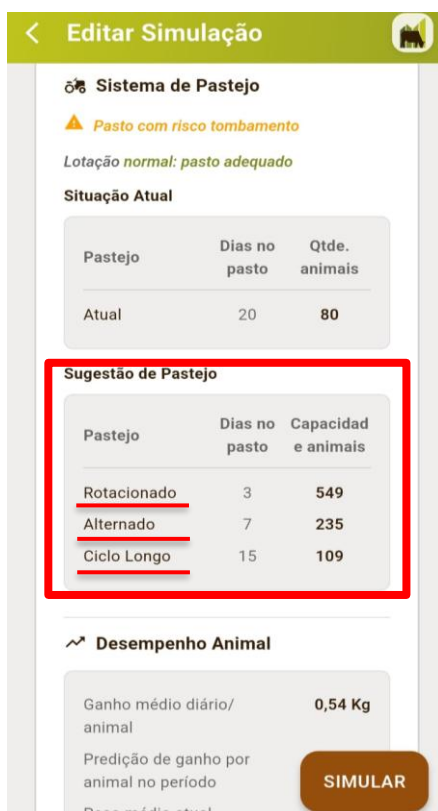 Editar Simulação
Sistema de Pastejo
Pasto com risco tombamento
Lotação normal: pasto adequado
Situação Atual
Pastejo Dias no pasto Qtde. animais
Atual 20 80
Sugestão de Pastejo
Pastejo Dias no pasto Capacidad e animais
Rotacionado 3 549
Alternado 7 235
Ciclo Longo 15 109
Desempenho Animal
Ganho médio diário/ animal 0,54 Kg
Predição de ganho por animal no período
SIMULAR